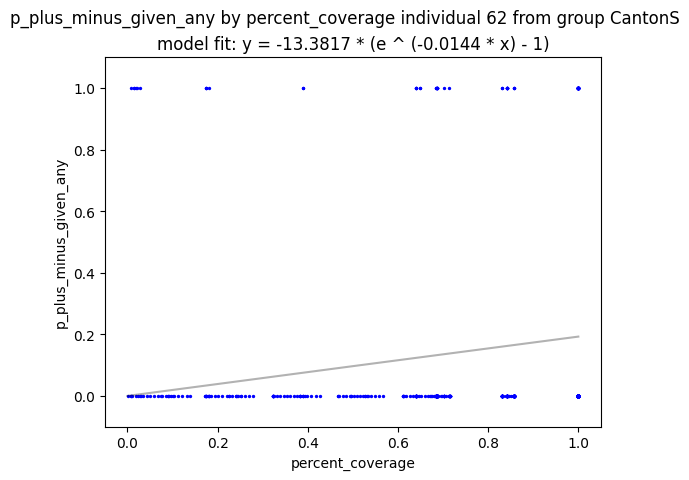 p_plus_minus_given_any by percent_coverage individual 62 from group CantonS
model fit: y = -13.3817 * (e ^ (-0.0144 * x) - 1)
1.0
0.8
0.6
0.4
0.2
0.0
p_plus_minus_given_any
0.0 0.2 0.4 0.6 0.8 1.0
percent_coverage